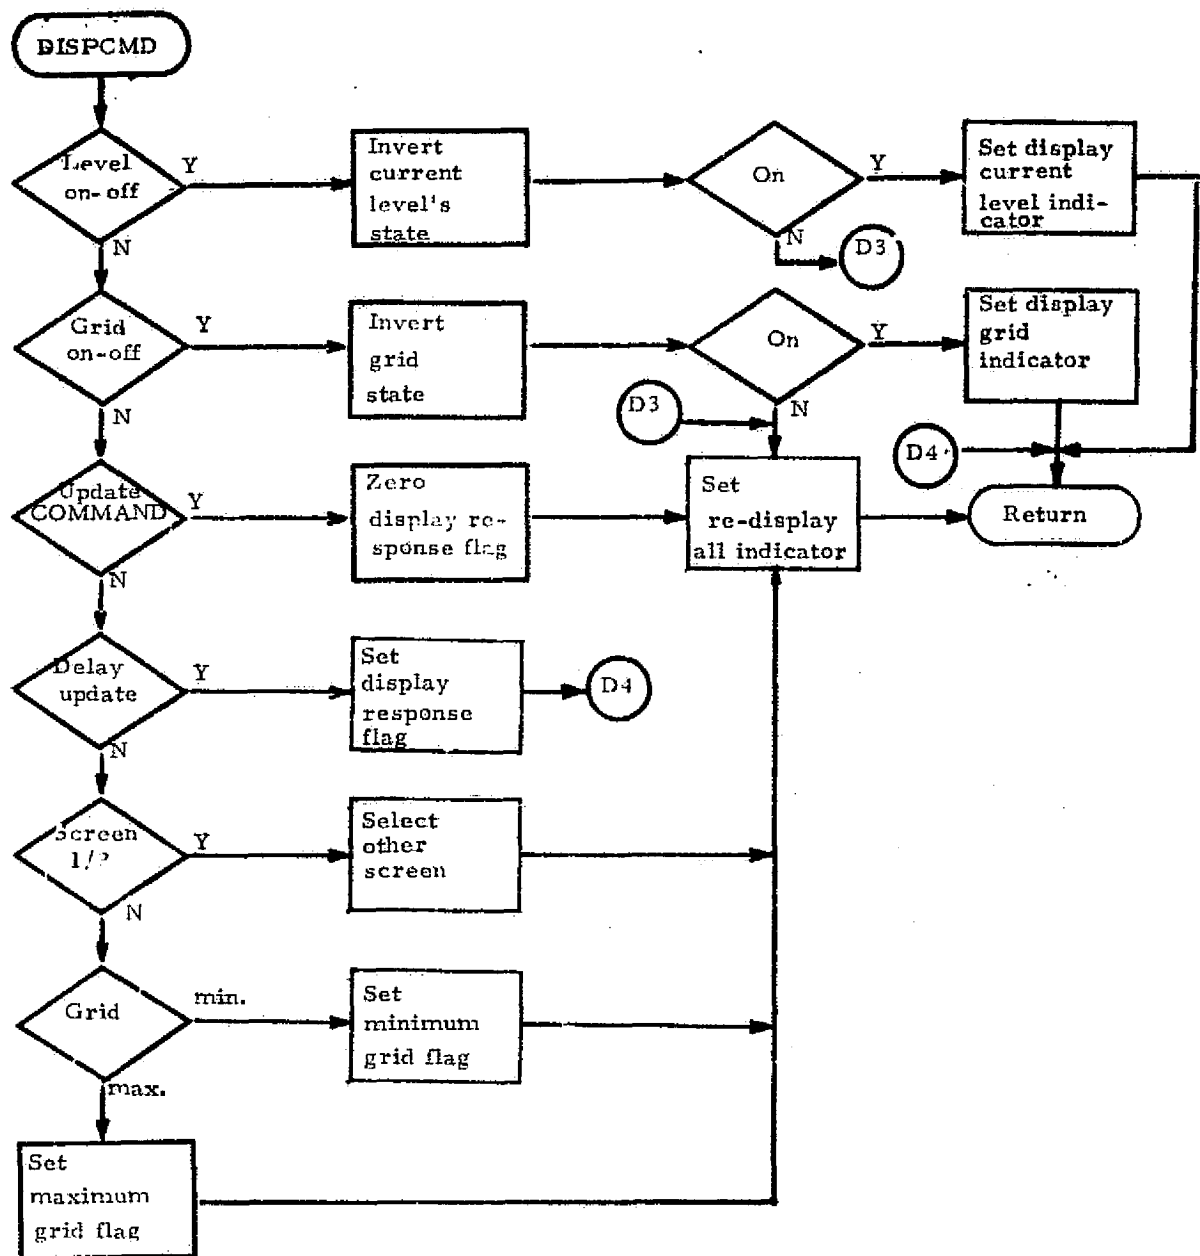 DISPCMD
Level
on-off
Y
N
Invert
current
level's
state
On
Y
N
D3
Set display
current
level indi-
cator
Grid
on-off
Y
N
Invert
grid
state
On
Y
N
D3
Set display
grid
indicator
D4
Return
Update
COMMAND
Y
N
Zero
display re-
sponse flag
Set
re-display
all indicator
Delay
update
Y
N
Set
display
response
flag
D4
Screen
Y
N
Select
other
screen
Grid
min.
max.
Set
minimum
grid flag
Set
maximum
grid flag